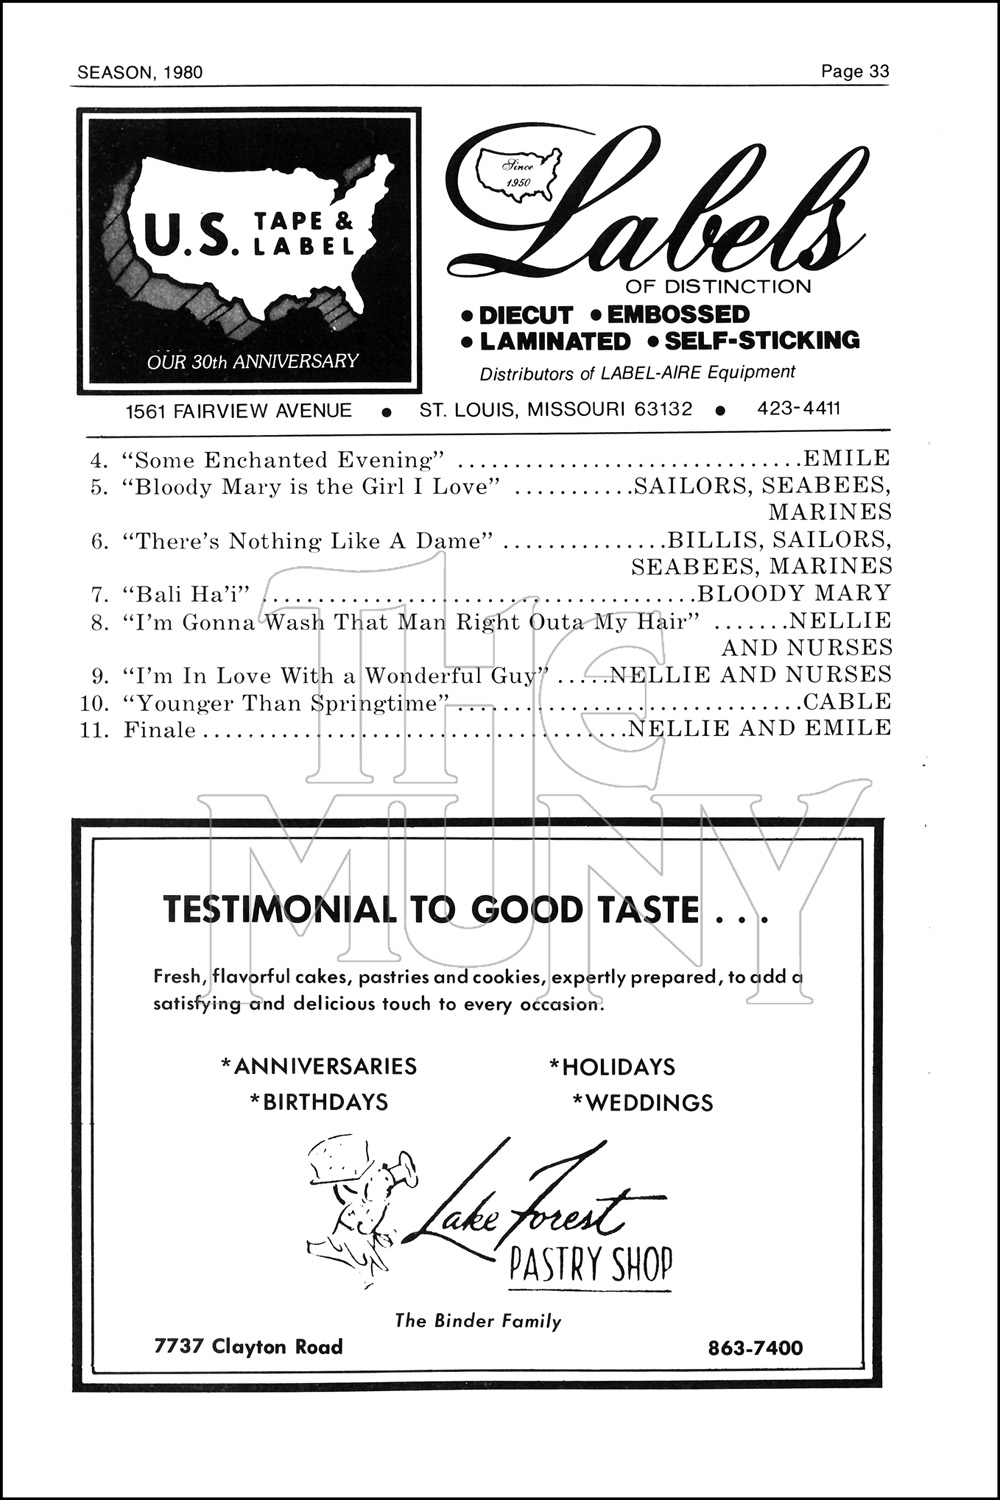 SEASON, 1980 Page 33
U.S. TAPE & LABEL
OUR 30th ANNIVERSARY
Since
1950
Labels
OF DISTINCTION
• DIECUT • EMBOSSED
• LAMINATED • SELF-STICKING
Distributors of LABEL-AIRE Equipment
1561 FAIRVIEW AVENUE • ST. LOUIS, MISSOURI 63132 • 423-4411
4. “Some Enchanted Evening” ..............................EMILE
5. “Bloody Mary is the Girl I Love” ...........SAILORS, SEABEES,
MARINES
6. “There’s Nothing Like A Dame” ...............BILLIS, SAILORS,
SEABEES, MARINES
7. “Bali Ha’i” ......................................BLOODY MARY
8. “I’m Gonna Wash That Man Right Outa My Hair” .......NELLIE
AND NURSES
9. “I’m In Love With a Wonderful Guy” .....NELLIE AND NURSES
10. “Younger Than Springtime” ..............................CABLE
11. Finale .....................................NELLIE AND EMILE
THE
MUNY
TESTIMONIAL TO GOOD TASTE . . .
Fresh, flavorful cakes, pastries and cookies, expertly prepared, to add a
satisfying and delicious touch to every occasion.
*ANNIVERSARIES *HOLIDAYS
*BIRTHDAYS *WEDDINGS
Lake Forest
PASTRY SHOP
The Binder Family
7737 Clayton Road 863-7400